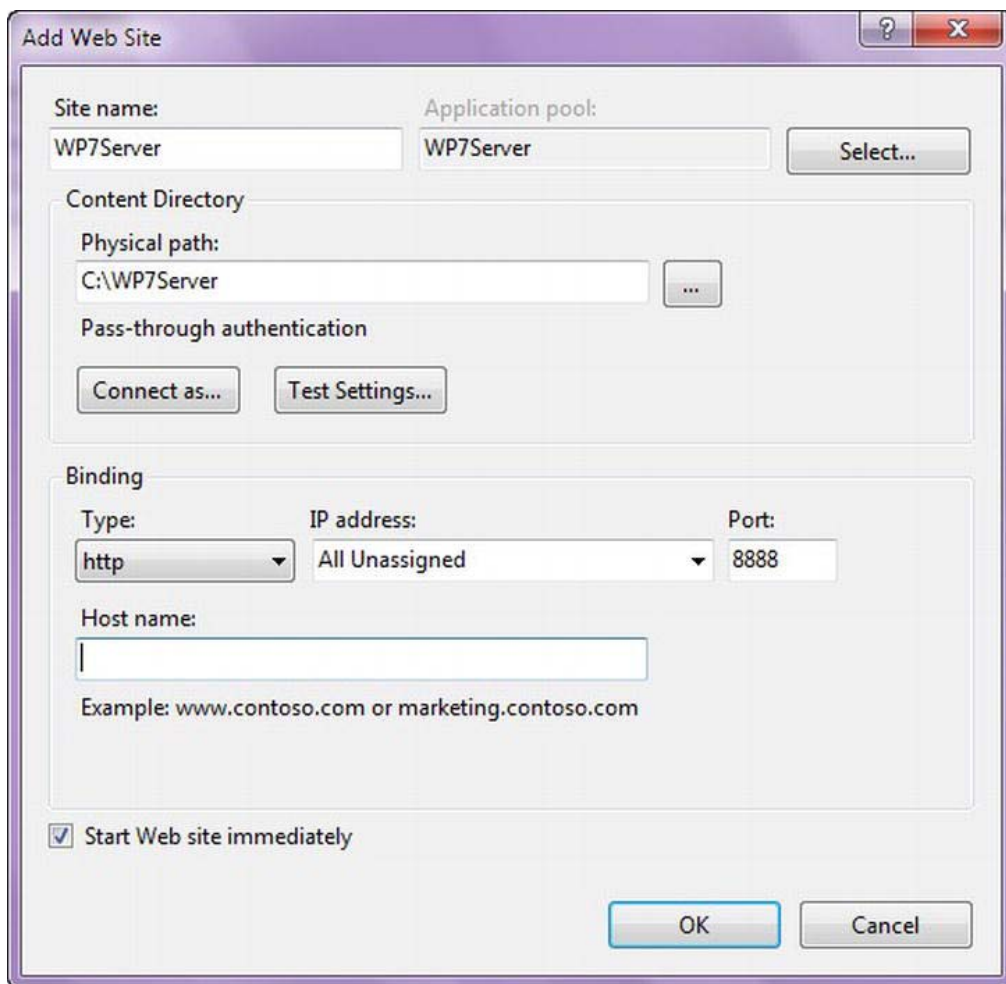 Add Web Site
?
Site name:
Application pool:
WP7Server
WP7Server
Select...
Content Directory
Physical path:
C:\WP7Server
...
Pass-through authentication
Connect as...
Test Settings...
Binding
Type:
IP address:
Port:
http
All Unassigned
8888
Host name:
Example: www.contoso.com or marketing.contoso.com
Start Web site immediately
OK
Cancel